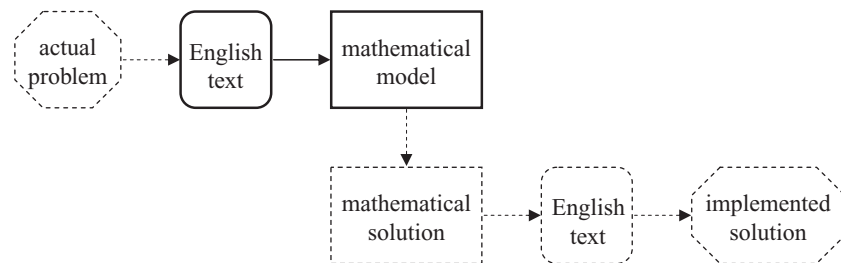 actual
problem
English
text
mathematical
model
mathematical
solution
English
text
implemented
solution